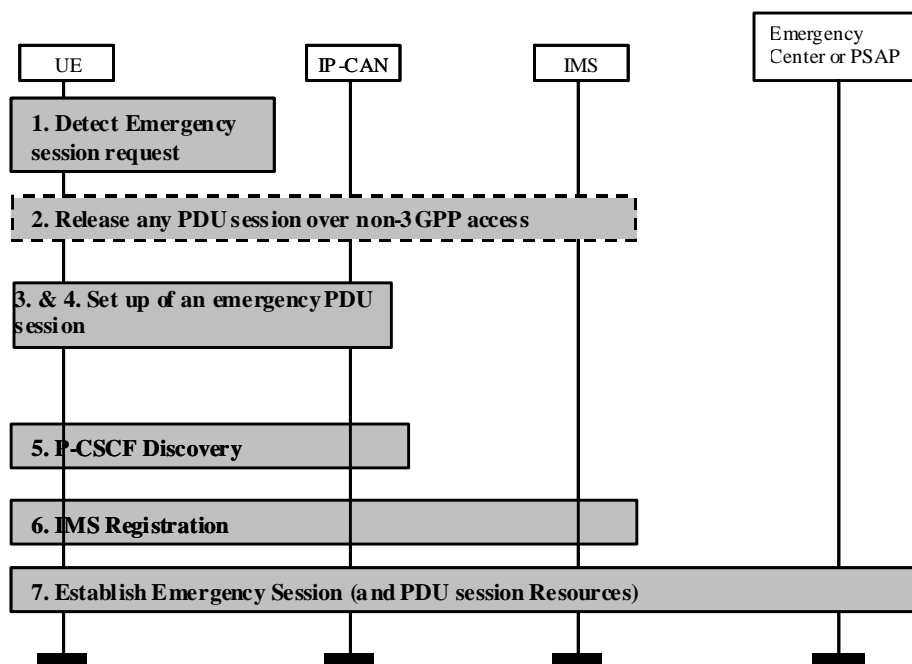 UE
IP-CAN
IMS
Emergency
Center or PSAP
1. Detect Emergency
session request
2. Release any PDU session over non-3GPP access
3. & 4. Set up of an emergency PDU
session
5. P-CSCF Discovery
6. IMS Registration
7. Establish Emergency Session (and PDU session Resources)